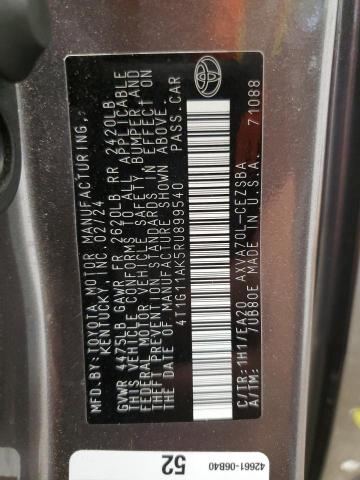 MFD.BY: TOYOTA MOTOR MANUFACTURING,
KENTUCKY, INC. 02/24
GVWR 4475LB GAWR FR 2620LB RR 2420LB
THIS VEHICLE CONFORMS TO ALL APPLICABLE
FEDERAL MOTOR VEHICLE SAFETY, BUMPER AND
THEFT PREVENTION STANDARDS IN EFFECT ON
THE DATE OF MANUFACTURE SHOWN ABOVE.
4T1G11AK5RU899540 PASS.CAR
C/TR: 1H1/EA20 AXVA70L-CEZSBA 71088
A/TM: /UB80E MADE IN U.S.A.
42661-06B40
52